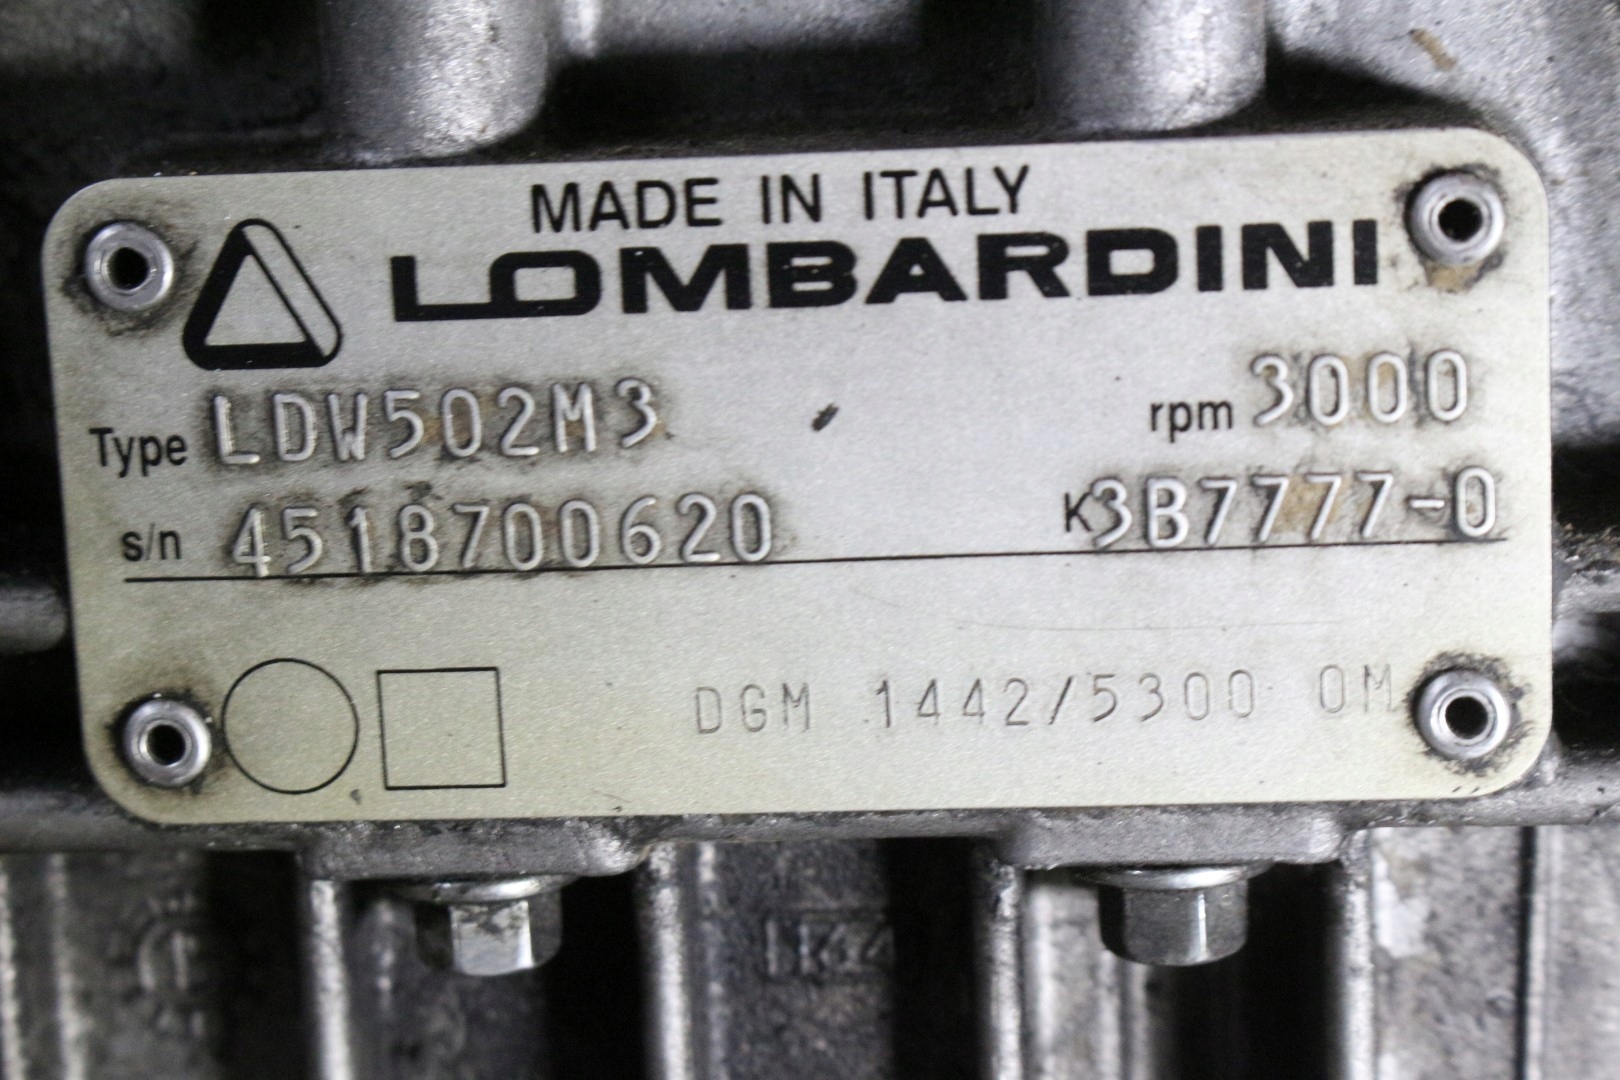 MADE IN ITALY
LOMBARDINI
Type LDW502M3 rpm 3000
s/n 4518700620 K3B7777-0
DGM 1442/5300 OM